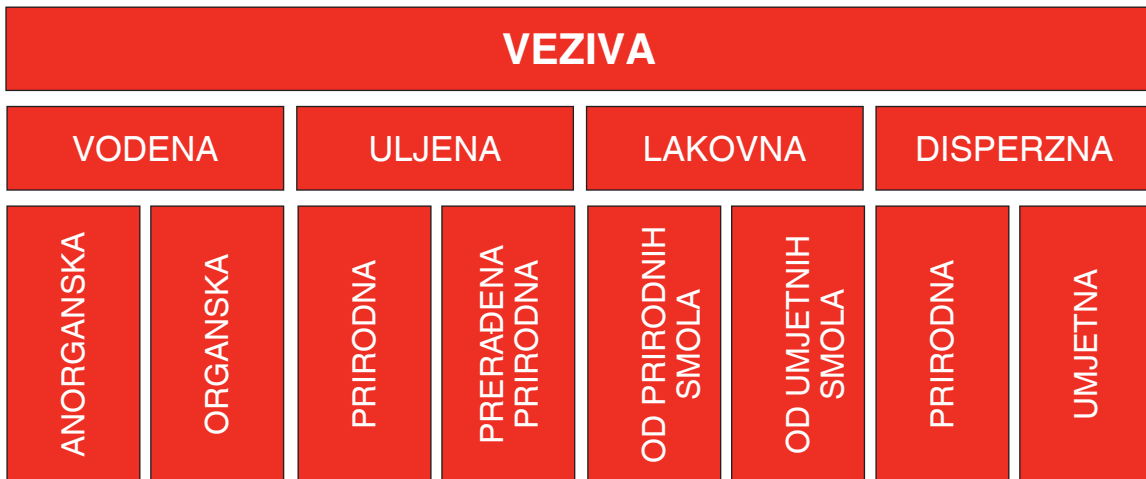 VEZIVA
VODENA
ULJENA
LAKOVNA
DISPERZNA
ANORGANSKA
ORGANSKA
PRIRODNA
PRERAĐENA
PRIRODNA
OD PRIRODNIH
SMOLA
OD UMJETNIH
SMOLA
PRIRODNA
UMJETNA